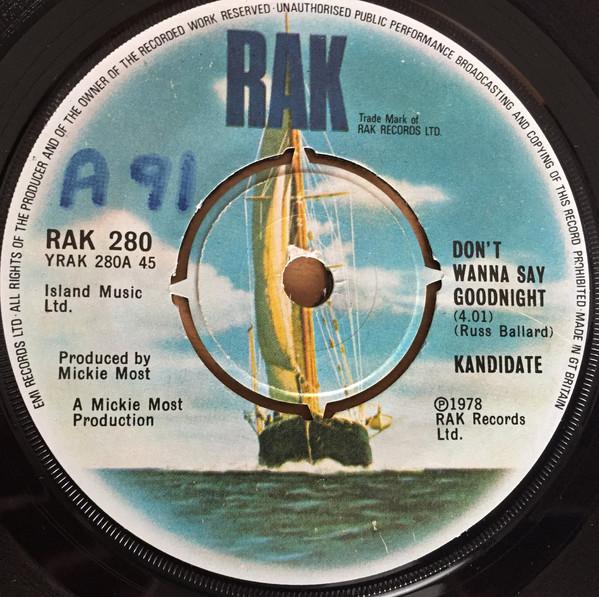 EMI RECORDS LTD·ALL RIGHTS OF THE PRODUCER AND OF THE OWNER OF THE RECORDED WORK RESERVED·UNAUTHORISED PUBLIC PERFORMANCE BROADCASTING AND COPYING OF THIS RECORD PROHIBITED·MADE IN GT BRITAIN
RAK
Trade Mark of
RAK RECORDS LTD.
A 91
RAK 280
YRAK 280A 45
Island Music
Ltd.
Produced by
Mickie Most
A Mickie Most
Production
DON'T
WANNA SAY
GOODNIGHT
(4.01)
(Russ Ballard)
KANDIDATE
℗1978
RAK Records
Ltd.